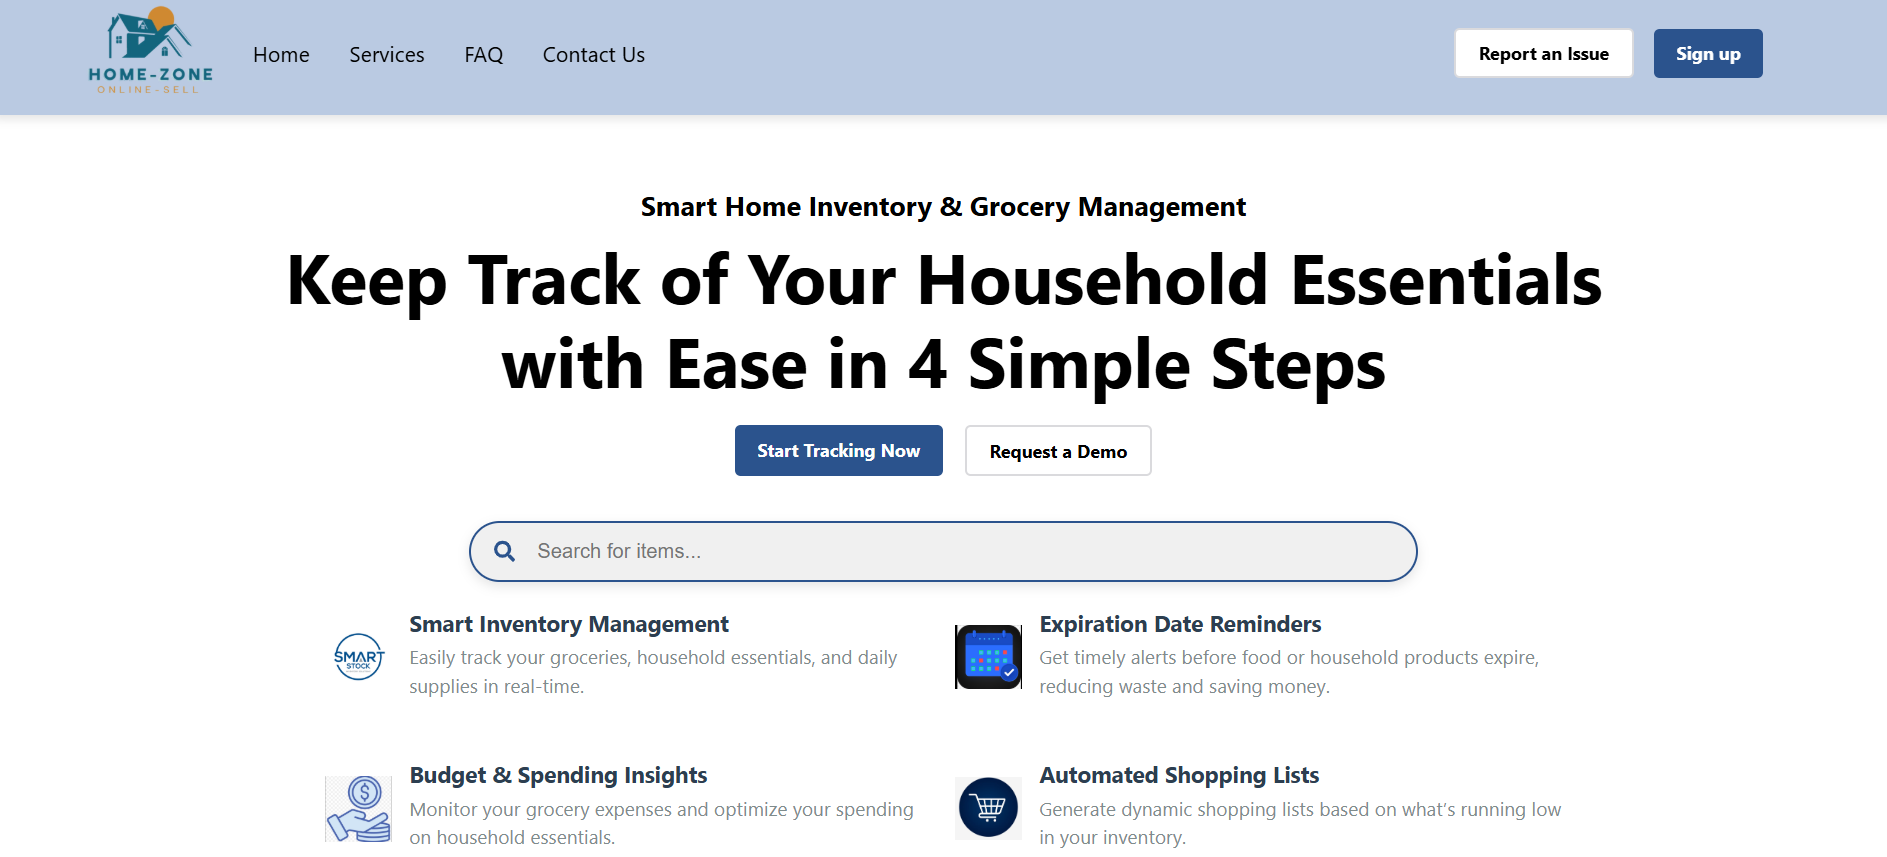 HOME-ZONE
ONLINE-SELL
Home
Services
FAQ
Contact Us
Report an Issue
Sign up
Smart Home Inventory & Grocery Management
Keep Track of Your Household Essentials
with Ease in 4 Simple Steps
Start Tracking Now
Request a Demo
Search for items...
SMART
STOCK
Smart Inventory Management
Easily track your groceries, household essentials, and daily
supplies in real-time.
Expiration Date Reminders
Get timely alerts before food or household products expire,
reducing waste and saving money.
$
Budget & Spending Insights
Monitor your grocery expenses and optimize your spending
on household essentials.
Automated Shopping Lists
Generate dynamic shopping lists based on what’s running low
in your inventory.